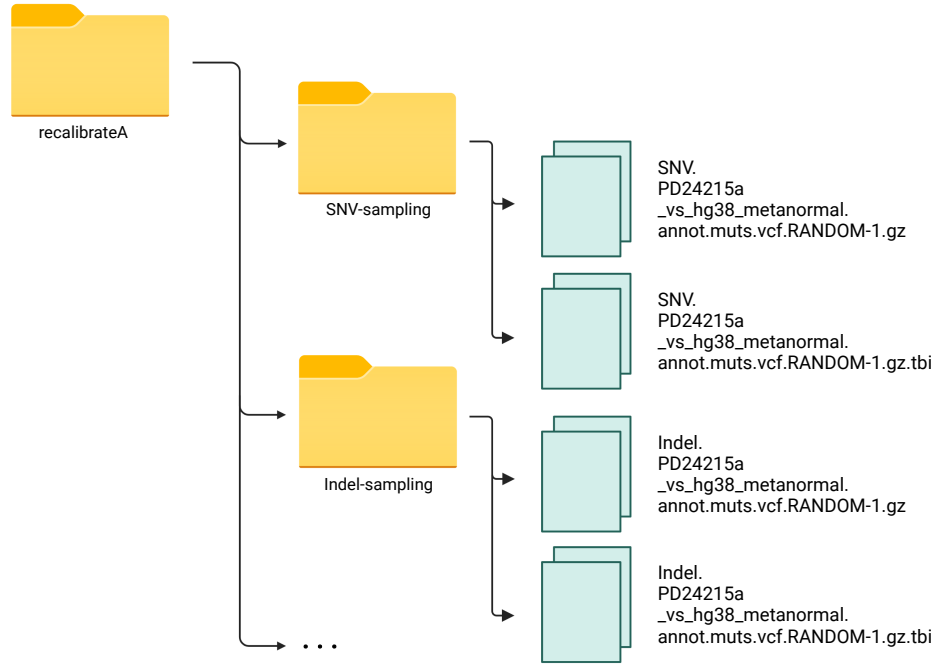 recalibrateA
SNV-sampling
SNV.
PD24215a
_vs_hg38_metanormal.
annot.muts.vcf.RANDOM-1.gz
SNV.
PD24215a
_vs_hg38_metanormal.
annot.muts.vcf.RANDOM-1.gz.tbi
Indel-sampling
Indel.
PD24215a
_vs_hg38_metanormal.
annot.muts.vcf.RANDOM-1.gz
Indel.
PD24215a
_vs_hg38_metanormal.
annot.muts.vcf.RANDOM-1.gz.tbi
...